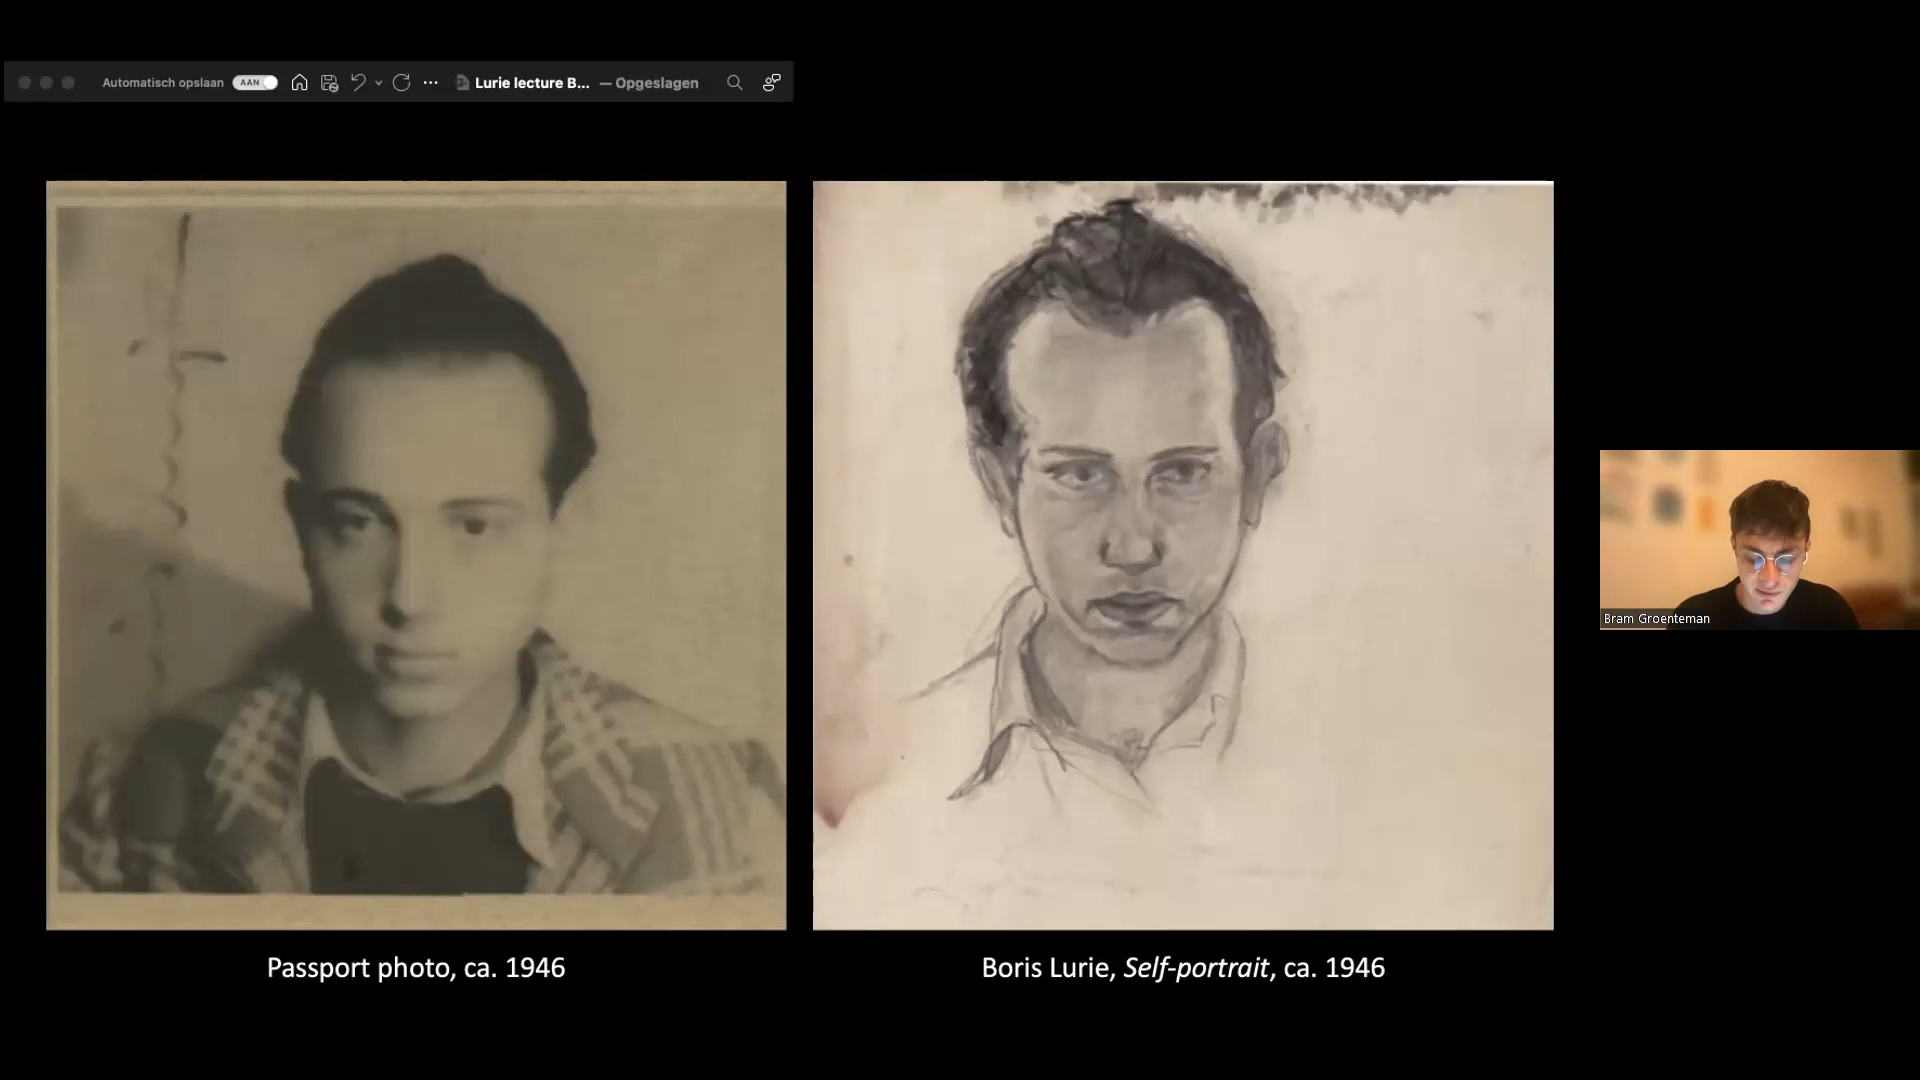 Automatisch opslaan AAN Lurie lecture B... — Opgeslagen
Bram Groenteman
Passport photo, ca. 1946
Boris Lurie, Self-portrait, ca. 1946